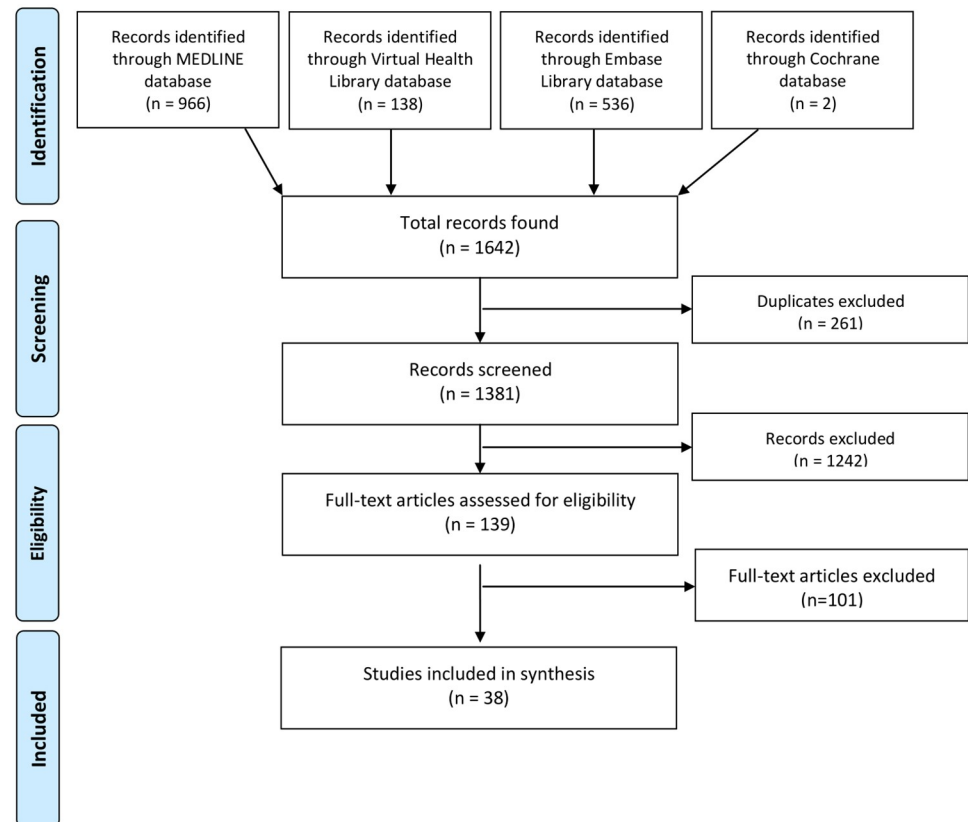 Identification
Records identified
through MEDLINE
database
(n = 966)
Records identified
through Virtual Health
Library database
(n = 138)
Records identified
through Embase
Library database
(n = 536)
Records identified
through Cochrane
database
(n = 2)
Total records found
(n = 1642)
Screening
Duplicates excluded
(n = 261)
Records screened
(n = 1381)
Records excluded
(n = 1242)
Eligibility
Full-text articles assessed for eligibility
(n = 139)
Full-text articles excluded
(n=101)
Included
Studies included in synthesis
(n = 38)